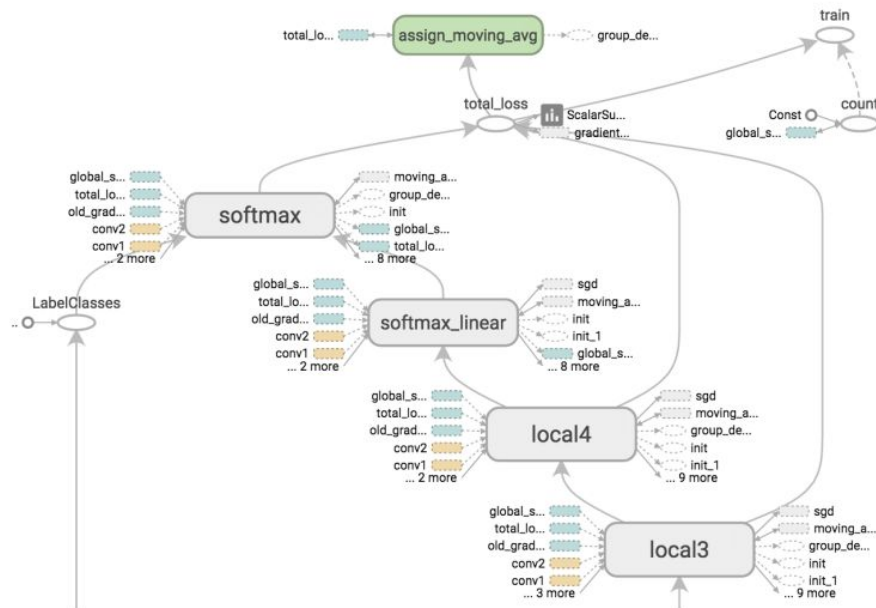 train
total_lo...
assign_moving_avg
group_de...
total_loss
ScalarSu...
gradient...
Const
global_s...
count
global_s...
total_lo...
old_grad...
conv2
conv1
... 2 more
softmax
moving_a...
group_de...
init
global_s...
total_lo...
... 8 more
LabelClasses
..
global_s...
total_lo...
old_grad...
conv2
conv1
... 2 more
softmax_linear
sgd
moving_a...
init
init_1
global_s...
... 8 more
global_s...
total_lo...
old_grad...
conv2
conv1
... 2 more
local4
sgd
moving_a...
group_de...
init
init_1
... 9 more
global_s...
total_lo...
old_grad...
conv2
conv1
... 3 more
local3
sgd
moving_a...
group_de...
init
init_1
... 9 more